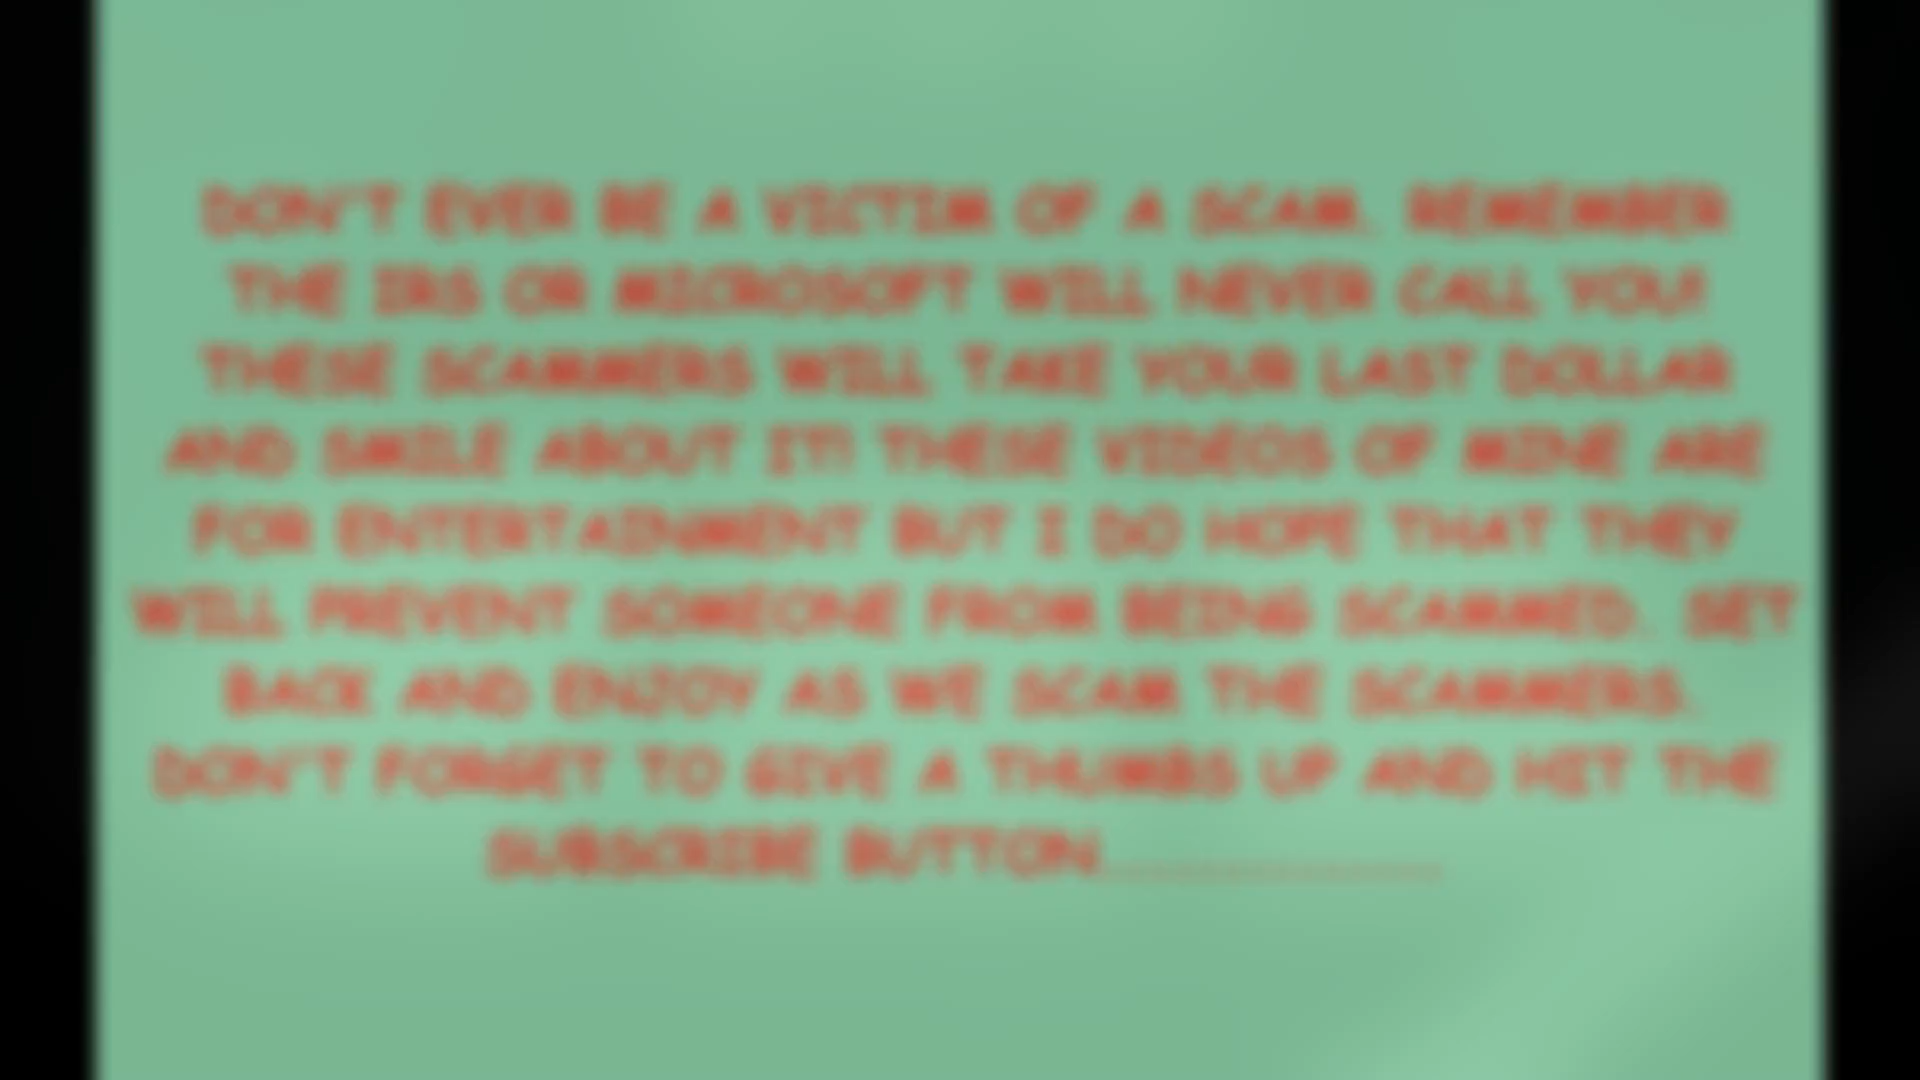 DON'T EVER BE A VICTIM OF A SCAM. REMEMBER
THE IRS OR MICROSOFT WILL NEVER CALL YOU!
THESE SCAMMERS WILL TAKE YOUR LAST DOLLAR
AND SMILE ABOUT IT! THESE VIDEOS OF MINE ARE
FOR ENTERTAINMENT BUT I DO HOPE THAT THEY
WILL PREVENT SOMEONE FROM BEING SCAMMED. SET
BACK AND ENJOY AS WE SCAM THE SCAMMERS.
DON'T FORGET TO GIVE A THUMBS UP AND HIT THE
SUBSCRIBE BUTTON..................